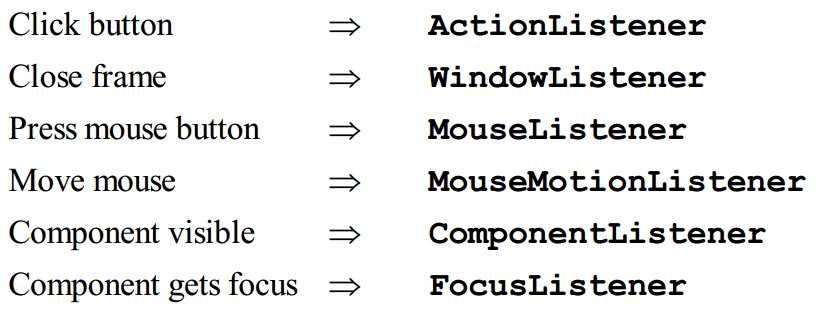 Click button ⇒ ActionListener
Close frame ⇒ WindowListener
Press mouse button ⇒ MouseListener
Move mouse ⇒ MouseMotionListener
Component visible ⇒ ComponentListener
Component gets focus ⇒ FocusListener